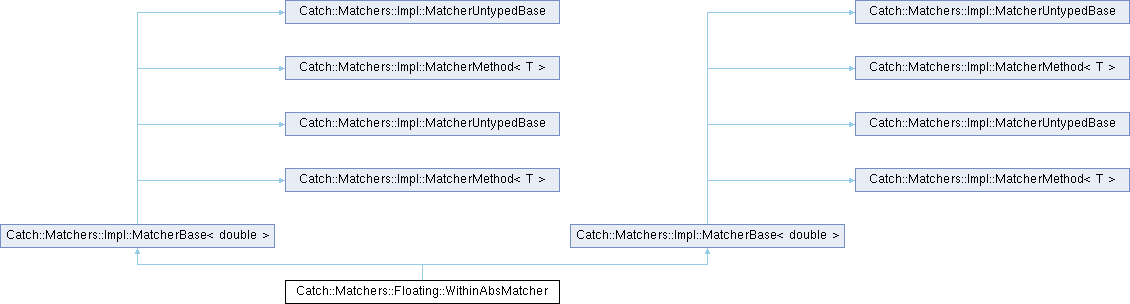 Catch::Matchers::Impl::MatcherUntypedBase
Catch::Matchers::Impl::MatcherUntypedBase
Catch::Matchers::Impl::MatcherMethod< T >
Catch::Matchers::Impl::MatcherMethod< T >
Catch::Matchers::Impl::MatcherUntypedBase
Catch::Matchers::Impl::MatcherUntypedBase
Catch::Matchers::Impl::MatcherMethod< T >
Catch::Matchers::Impl::MatcherMethod< T >
Catch::Matchers::Impl::MatcherBase< double >
Catch::Matchers::Impl::MatcherBase< double >
Catch::Matchers::Floating::WithinAbsMatcher